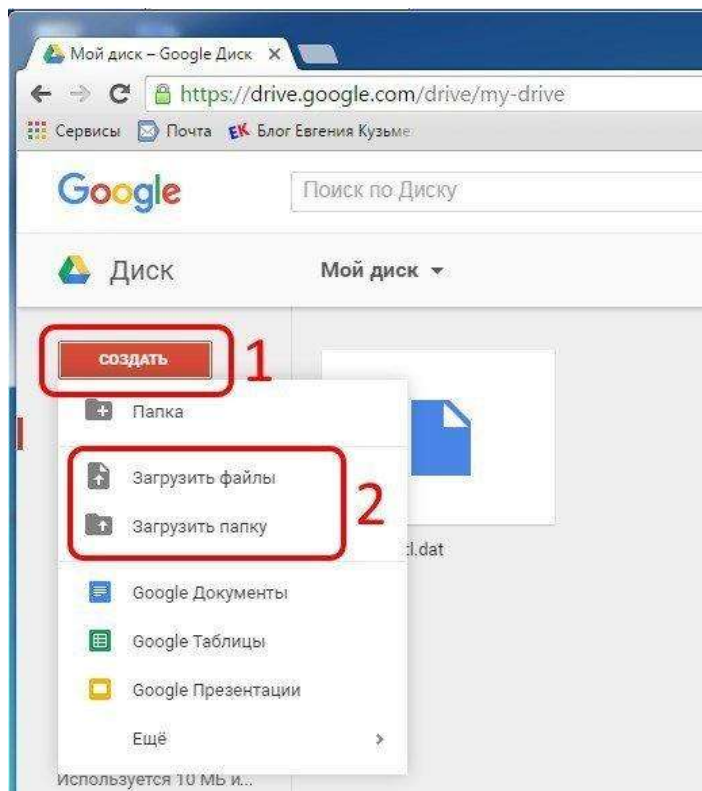 Мой диск – Google Диск
https://drive.google.com/drive/my-drive
Сервисы Почта ЕК Блог Евгения Кузьме
Google Поиск по Диску
Диск Мой диск
СОЗДАТЬ 1
Папка
Загрузить файлы
2
Загрузить папку
tl.dat
Google Документы
Google Таблицы
Google Презентации
Ещё
Используется 10 МБ и...